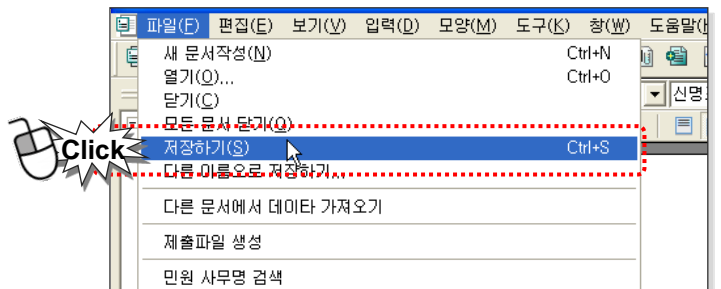 파일(F) 편집(E) 보기(V) 입력(D) 모양(M) 도구(K) 창(W) 도움말(
새 문서작성(N) Ctrl+N
열기(O)... Ctrl+O
닫기(C)
신명
모든 문서 닫기(Q)
Click
저장하기(S) Ctrl+S
다른 이름으로 저장하기...
다른 문서에서 데이타 가져오기
제출파일 생성
민원 사무명 검색